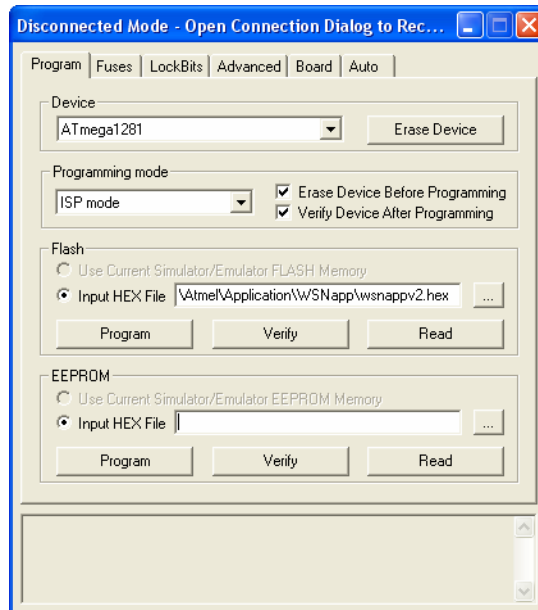 Disconnected Mode - Open Connection Dialog to Rec...
Program Fuses LockBits Advanced Board Auto
Device
ATmega1281 Erase Device
Programming mode
ISP mode
Erase Device Before Programming
Verify Device After Programming
Flash
Use Current Simulator/Emulator FLASH Memory
Input HEX File \Atmel\Application\WSNapp\wsnappv2.hex ...
Program Verify Read
EEPROM
Use Current Simulator/Emulator EEPROM Memory
Input HEX File ...
Program Verify Read